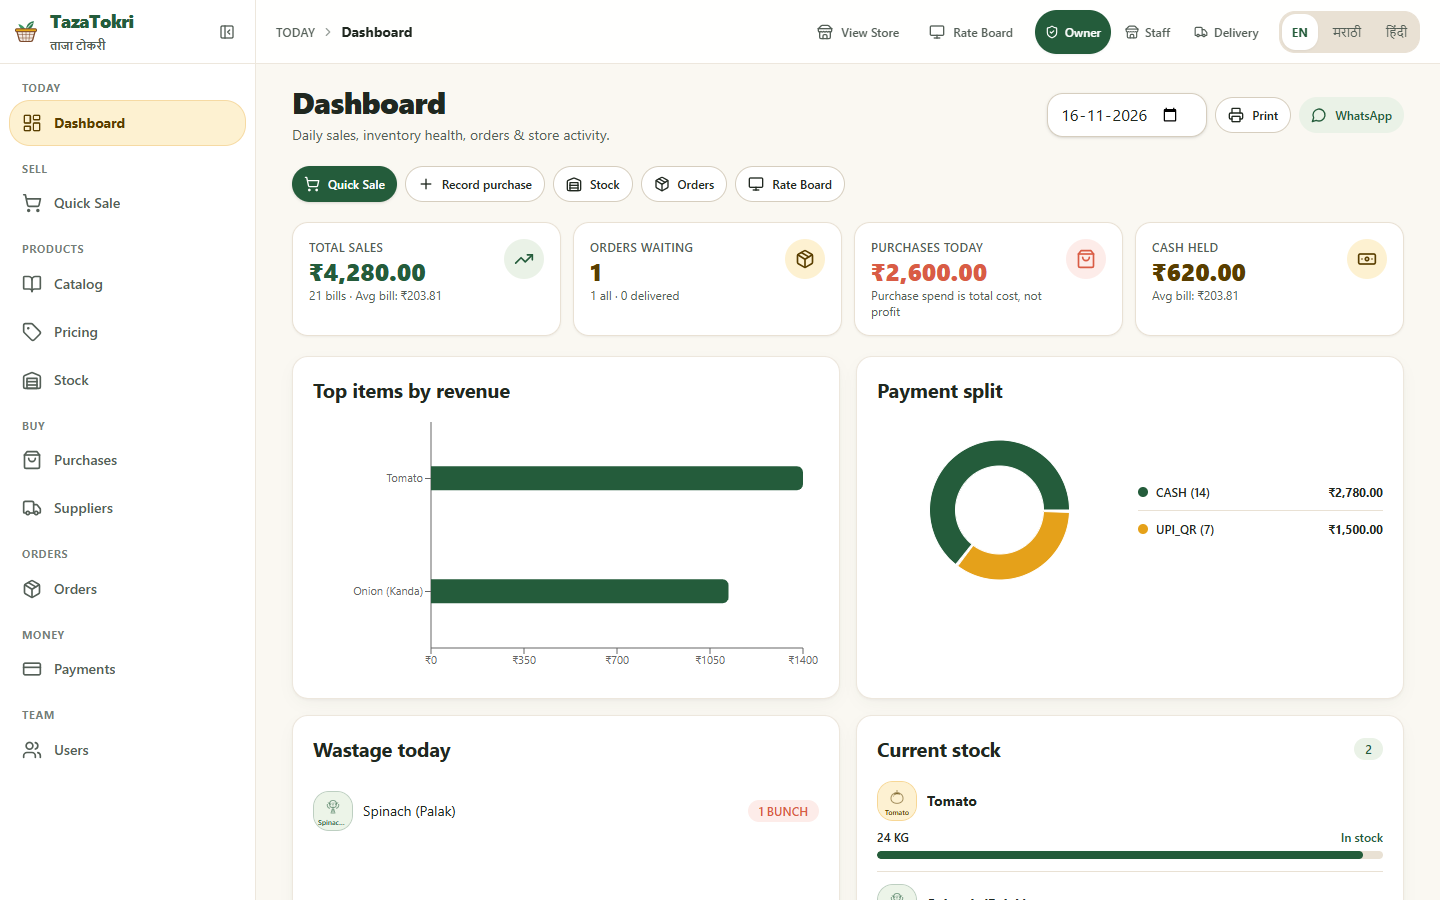 TazaTokri
ताजा टोकरी
TODAY
Dashboard
SELL
Quick Sale
PRODUCTS
Catalog
Pricing
Stock
BUY
Purchases
Suppliers
ORDERS
Orders
MONEY
Payments
TEAM
Users
TODAY > Dashboard
View Store
Rate Board
Owner
Staff
Delivery
EN
मराठी
हिंदी
Dashboard
Daily sales, inventory health, orders & store activity.
16-11-2026
Print
WhatsApp
Quick Sale
Record purchase
Stock
Orders
Rate Board
TOTAL SALES
₹4,280.00
21 bills · Avg bill: ₹203.81
ORDERS WAITING
1
1 all · 0 delivered
PURCHASES TODAY
₹2,600.00
Purchase spend is total cost, not
profit
CASH HELD
₹620.00
Avg bill: ₹203.81
Top items by revenue
Tomato
Onion (Kanda)
₹0 ₹350 ₹700 ₹1050 ₹1400
Payment split
CASH (14) ₹2,780.00
UPI_QR (7) ₹1,500.00
Wastage today
Spinac...
Spinach (Palak)
1 BUNCH
Current stock
2
Tomato
Tomato
24 KG
In stock